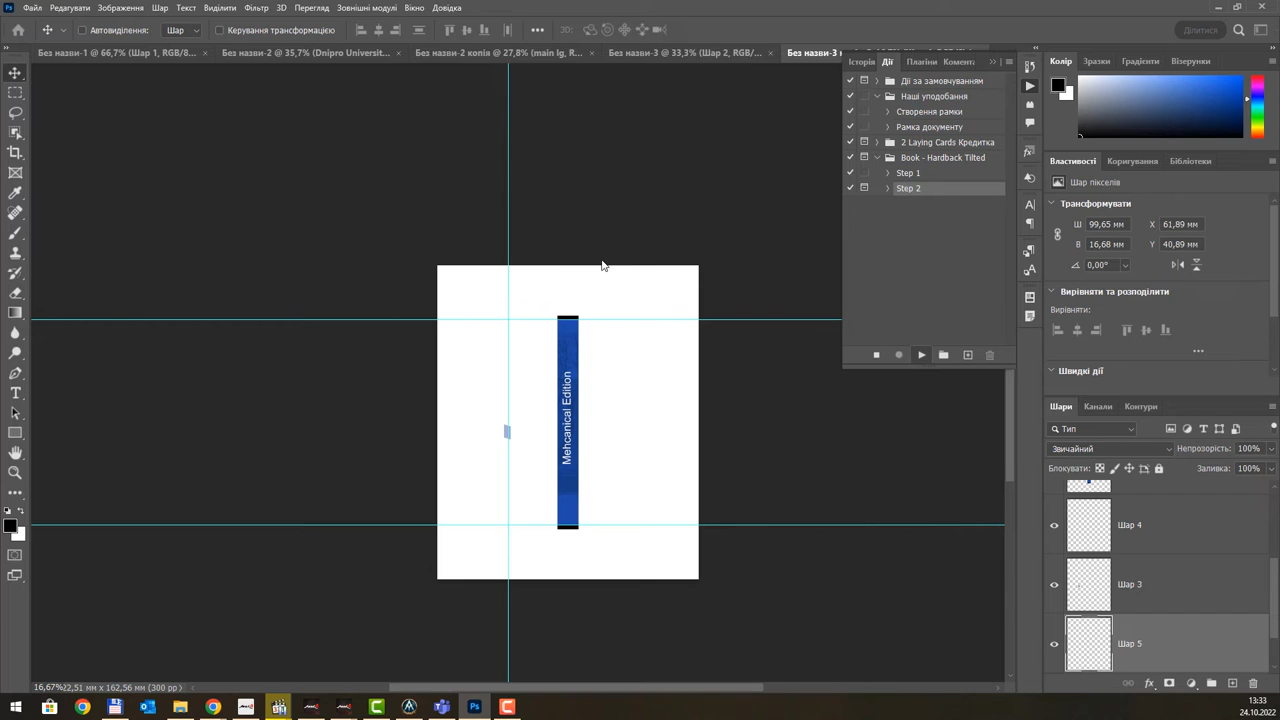 Файл Редагувати Зображення Шар Текст Виділити Фільтр 3D Перегляд Зовнішні модулі Вікно Довідка
Автовиділення: Шар Керування трансформацією 3D: Ділитися
Без назви-1 @ 66,7% (Шар 1, RGB/8... × Без назви-2 @ 35,7% (Dnipro Universit... × Без назви-2 копія @ 27,8% (main lg, R... × Без назви-3 @ 33,3% (Шар 2, RGB/... × Без назви-3
Історія Дії Плагіни Комента
Дії за замовчуванням
Наші уподобання
Створення рамки
Рамка документу
2 Laying Cards Кредитка
Book - Hardback Tilted
Step 1
Step 2
Mehcanical Edition
Колір Зразки Градієнти Візерунки
Властивості Коригування Бібліотеки
Шар пікселів
Трансформувати
Ш 99,65 мм X 61,89 мм
В 16,68 мм Y 40,89 мм
0,00°
Вирівняти та розподілити
Вирівняти:
Швидкі дії
Шари Канали Контури
Тип
Звичайний Непрозорість: 100%
Блокувати: Заливка: 100%
Шар 4
Шар 3
Шар 5
16,67% 22,51 мм x 162,56 мм (300 pp)
13:33
24.10.2022